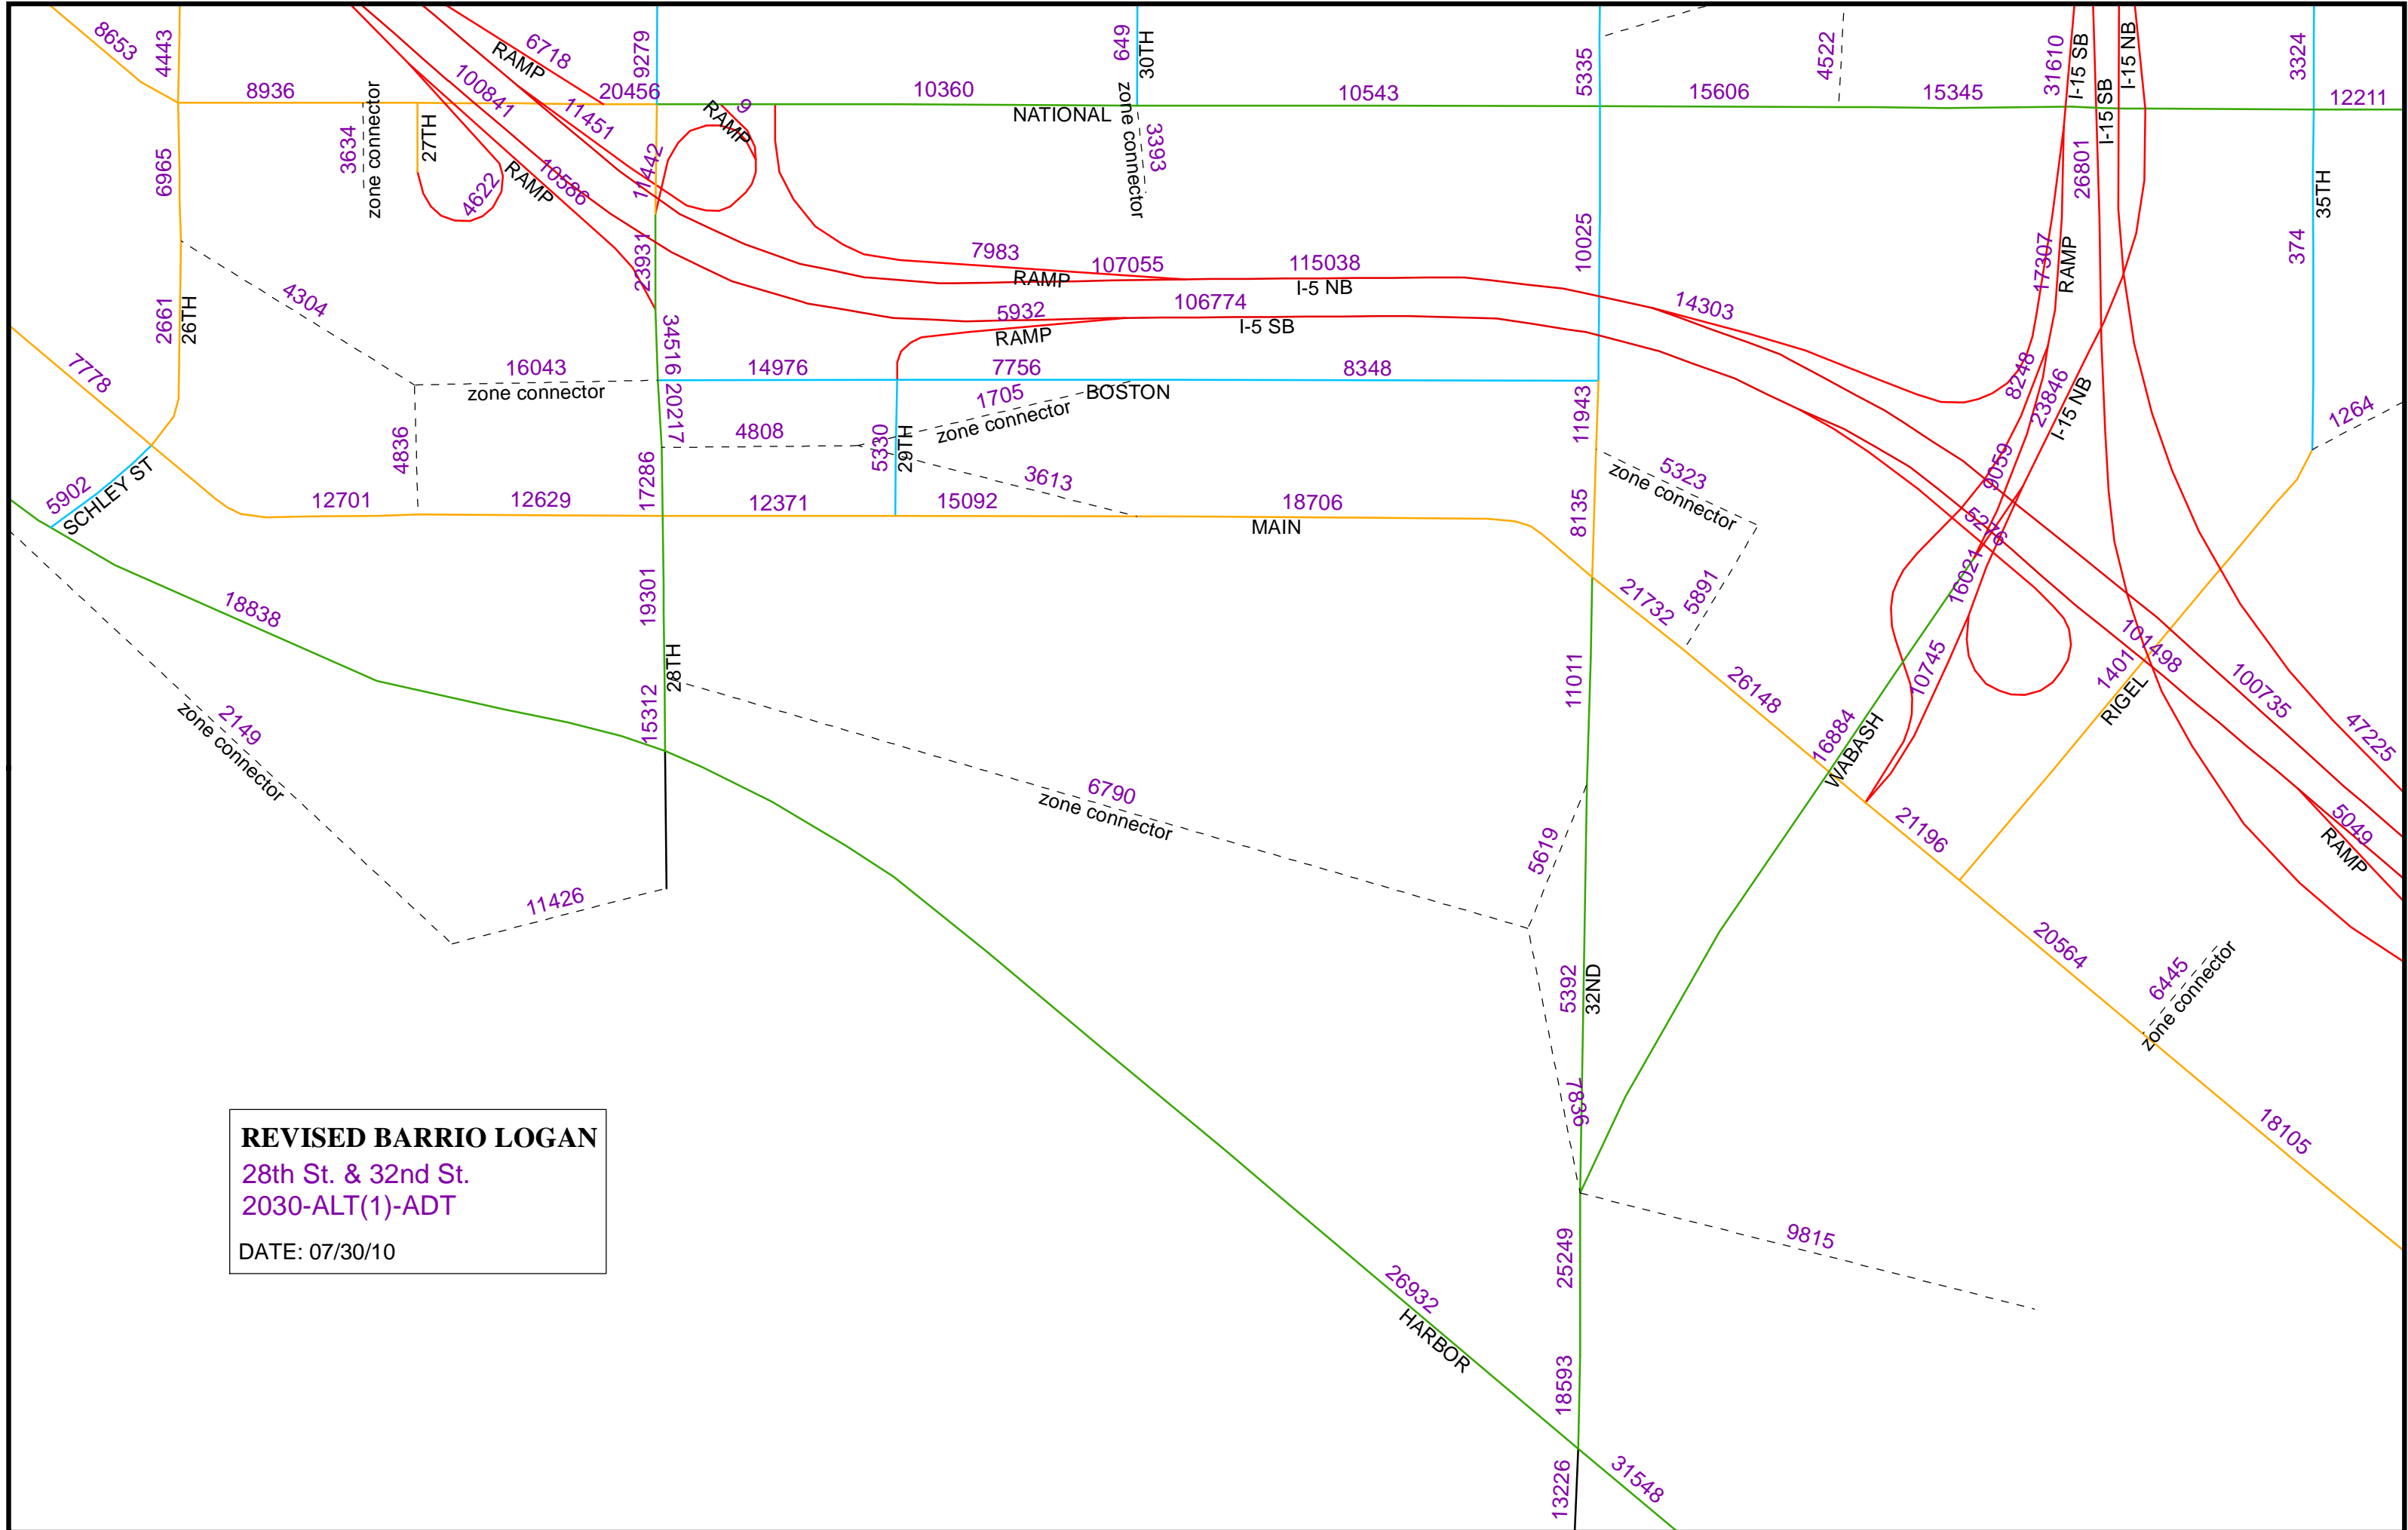 8653
4443
RAMP
6718
9279
649
30TH
5335
4522
31610
I-15 SB
I-15 SB
I-15 NB
3324
8936
zone connector
100841
20456
11451
RAMP
9
10360
NATIONAL
zone connector
10543
15606
15345
12211
6965
3634
27TH
4622
RAMP
10586
11442
3393
26801
35TH
4304
23931
7983
RAMP
107055
115038
I-5 NB
10025
17307
RAMP
374
2661
26TH
5932
RAMP
106774
I-5 SB
14303
7778
34516
16043
zone connector
14976
7756
8348
BOSTON
8248
23846
I-15 NB
20217
1705
zone connector
11943
1264
4836
4808
5330
29TH
5902
SCHLEY ST
17286
3613
5323
zone connector
9059
12701
12629
12371
15092
18706
MAIN
8135
5276
16021
18838
19301
21732
5891
2149
zone connector
28TH
15312
11011
26148
10745
1401
RIGEL
101498
100735
47225
16884
WABASH
6790
zone connector
5619
21196
5049
RAMP
11426
5392
32ND
20564
6445
zone connector
7836
18105
REVISED BARRIO LOGAN
28th St. & 32nd St.
2030-ALT(1)-ADT
DATE: 07/30/10
25249
9815
26932
HARBOR
18593
13226
31548